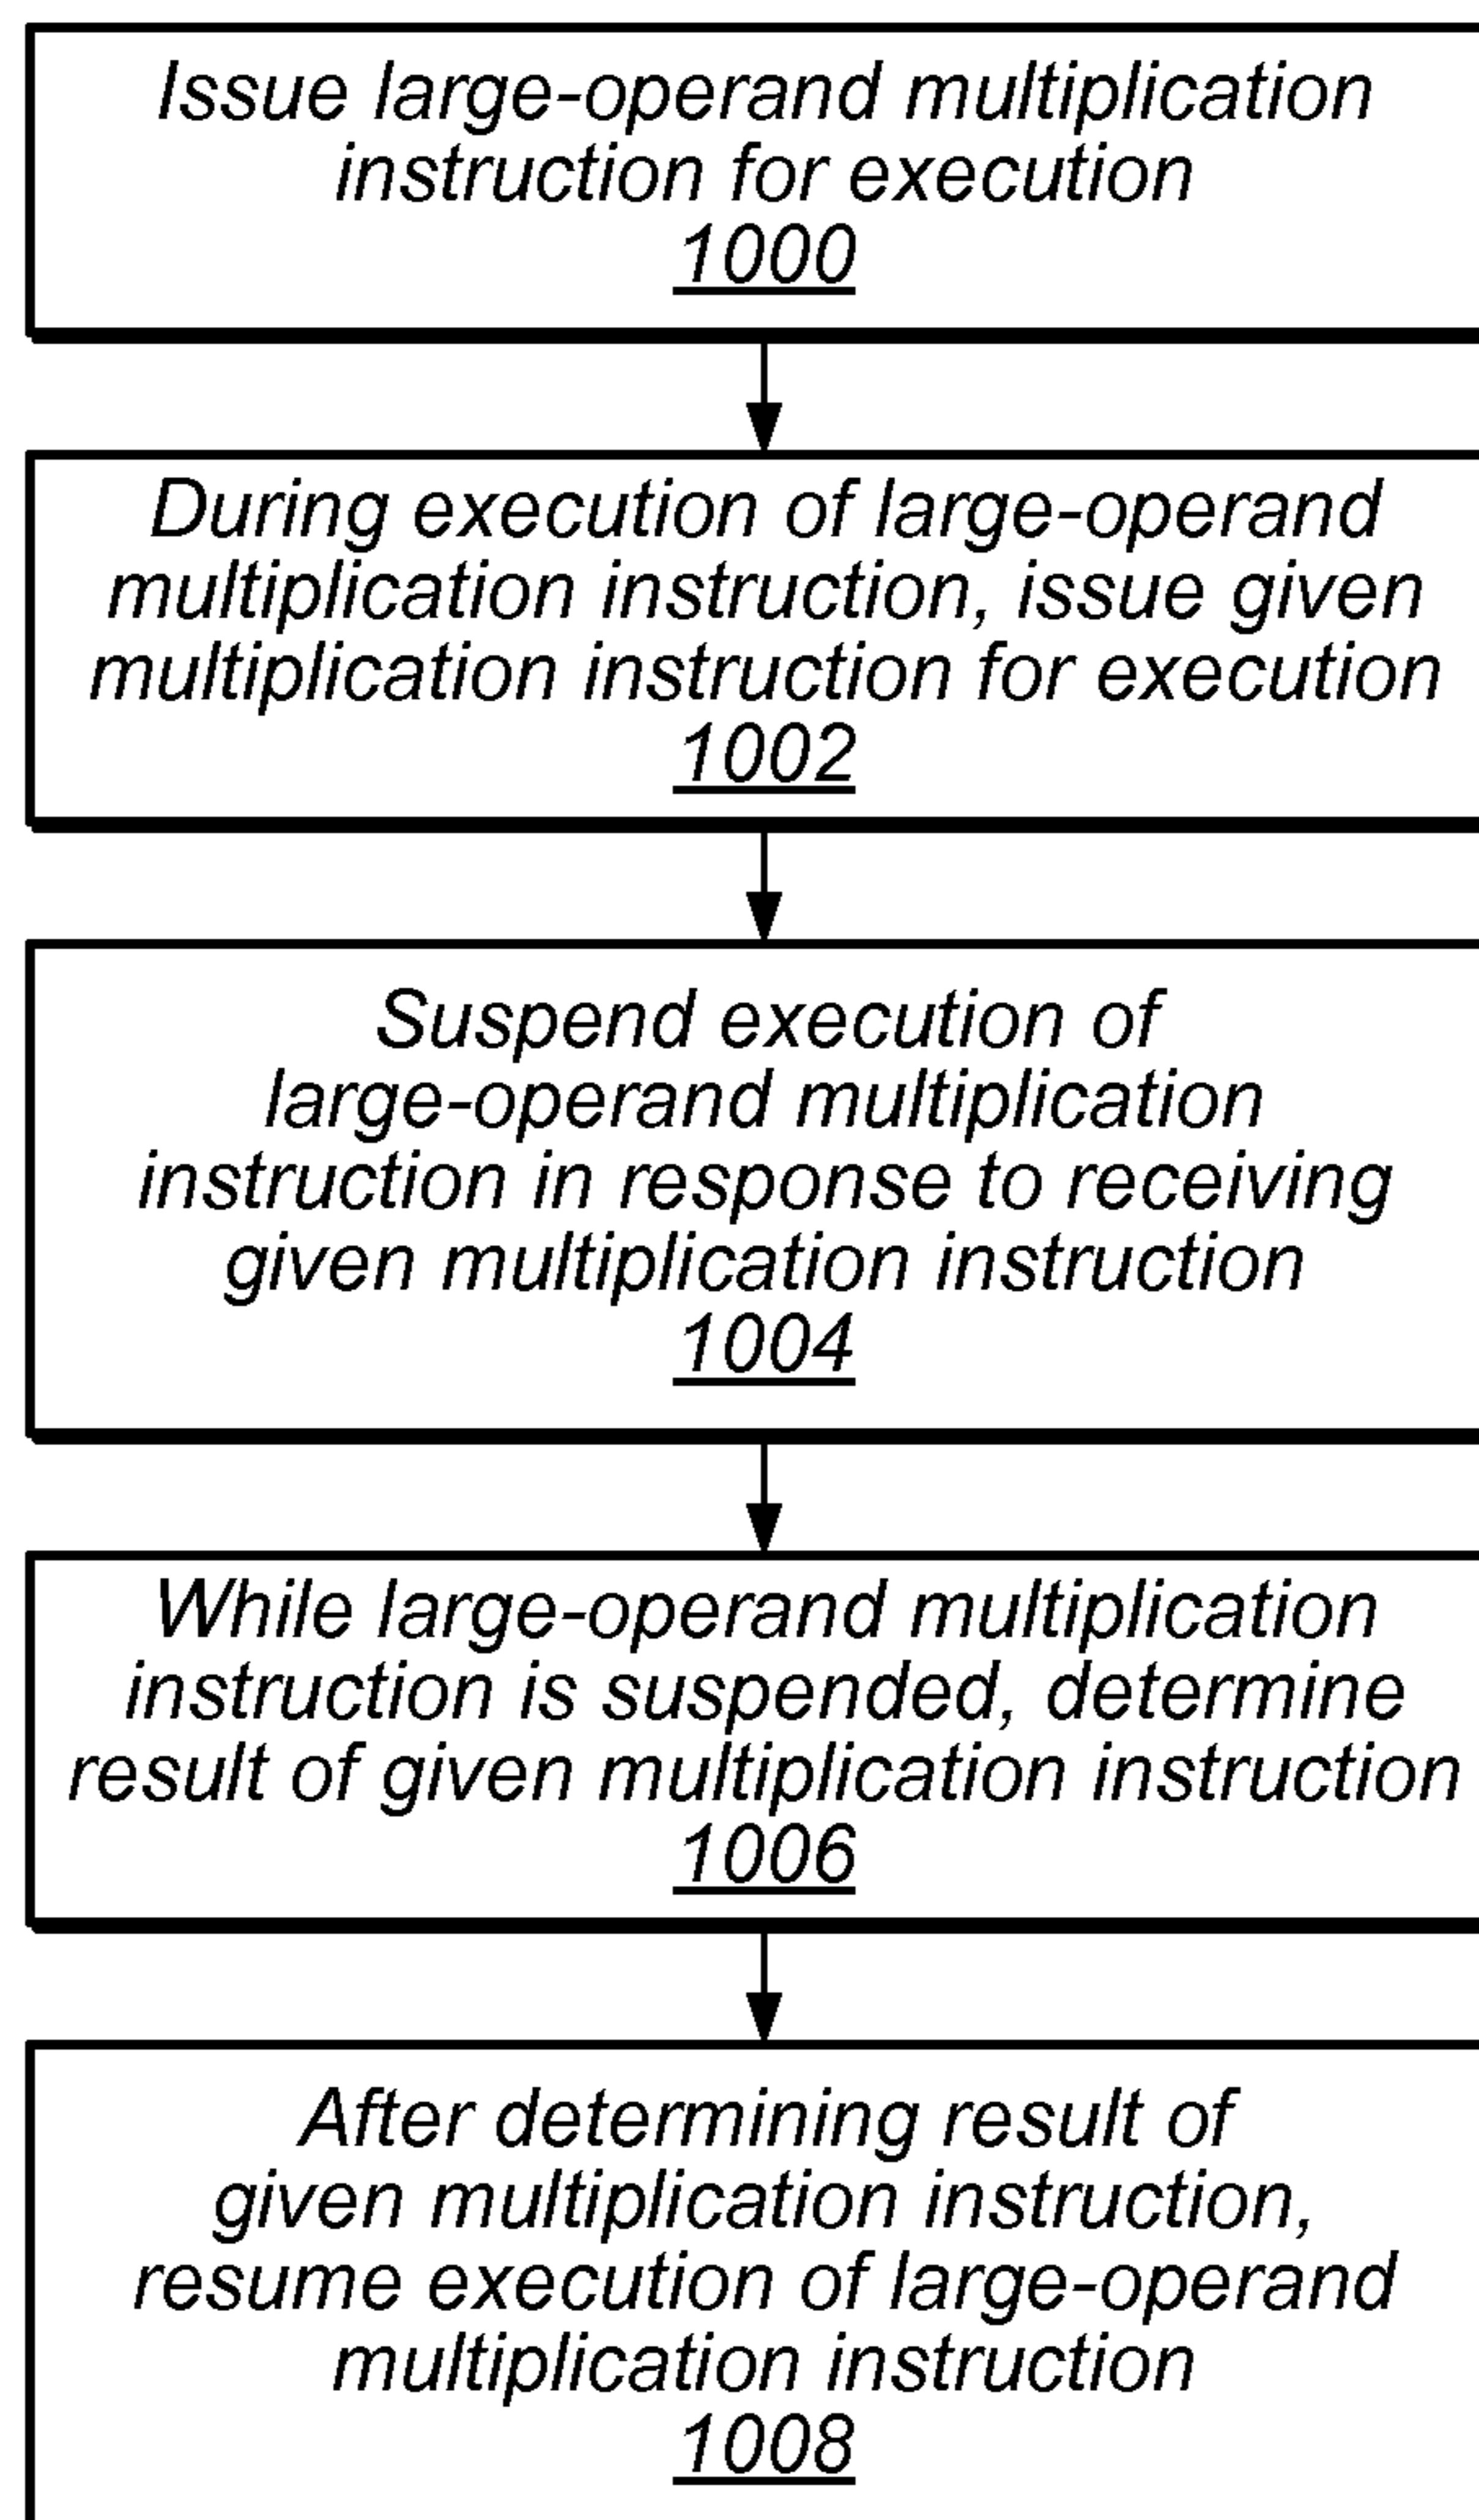 Issue large-operand multiplication
instruction for execution
1000
During execution of large-operand
multiplication instruction, issue given
multiplication instruction for execution
1002
Suspend execution of
large-operand multiplication
instruction in response to receiving
given multiplication instruction
1004
While large-operand multiplication
instruction is suspended, determine
result of given multiplication instruction
1006
After determining result of
given multiplication instruction,
resume execution of large-operand
multiplication instruction
1008